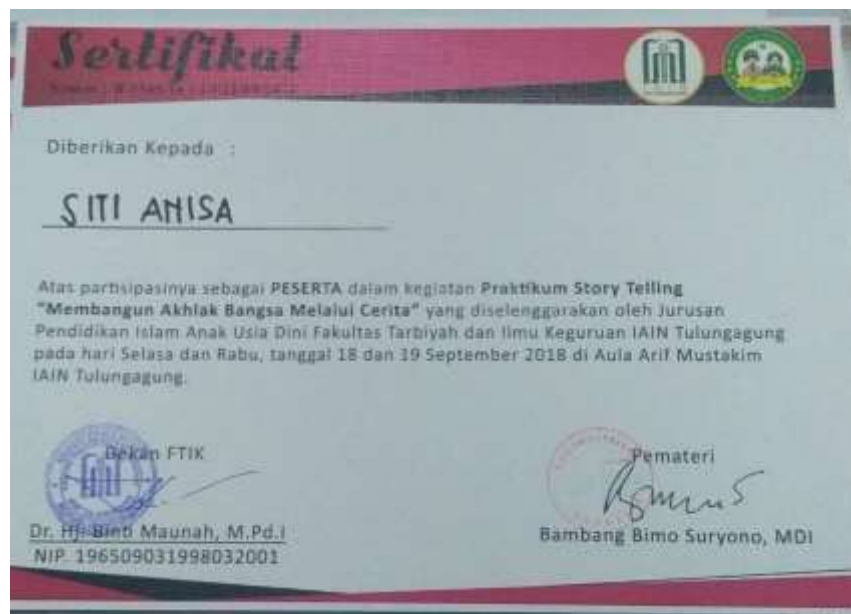 Sertifikat
Diberikan Kepada :
SITI ANISA
Atas partisipasinya sebagai PESERTA dalam kegiatan Praktikum Story Telling
"Membangun Akhlak Bangsa Melalui Cerita" yang diselenggarakan oleh Jurusan
Pendidikan Islam Anak Usia Dini Fakultas Tarbiyah dan Ilmu Keguruan IAIN Tulungagung
pada hari Selasa dan Rabu, tanggal 18 dan 19 September 2018 di Aula Arif Mustakim
IAIN Tulungagung.
Dekan FTIK
Pemateri
Dr. Hj. Binti Maunah, M.Pd.I
NIP. 196509031998032001
Bambang Bimo Suryono, MDI